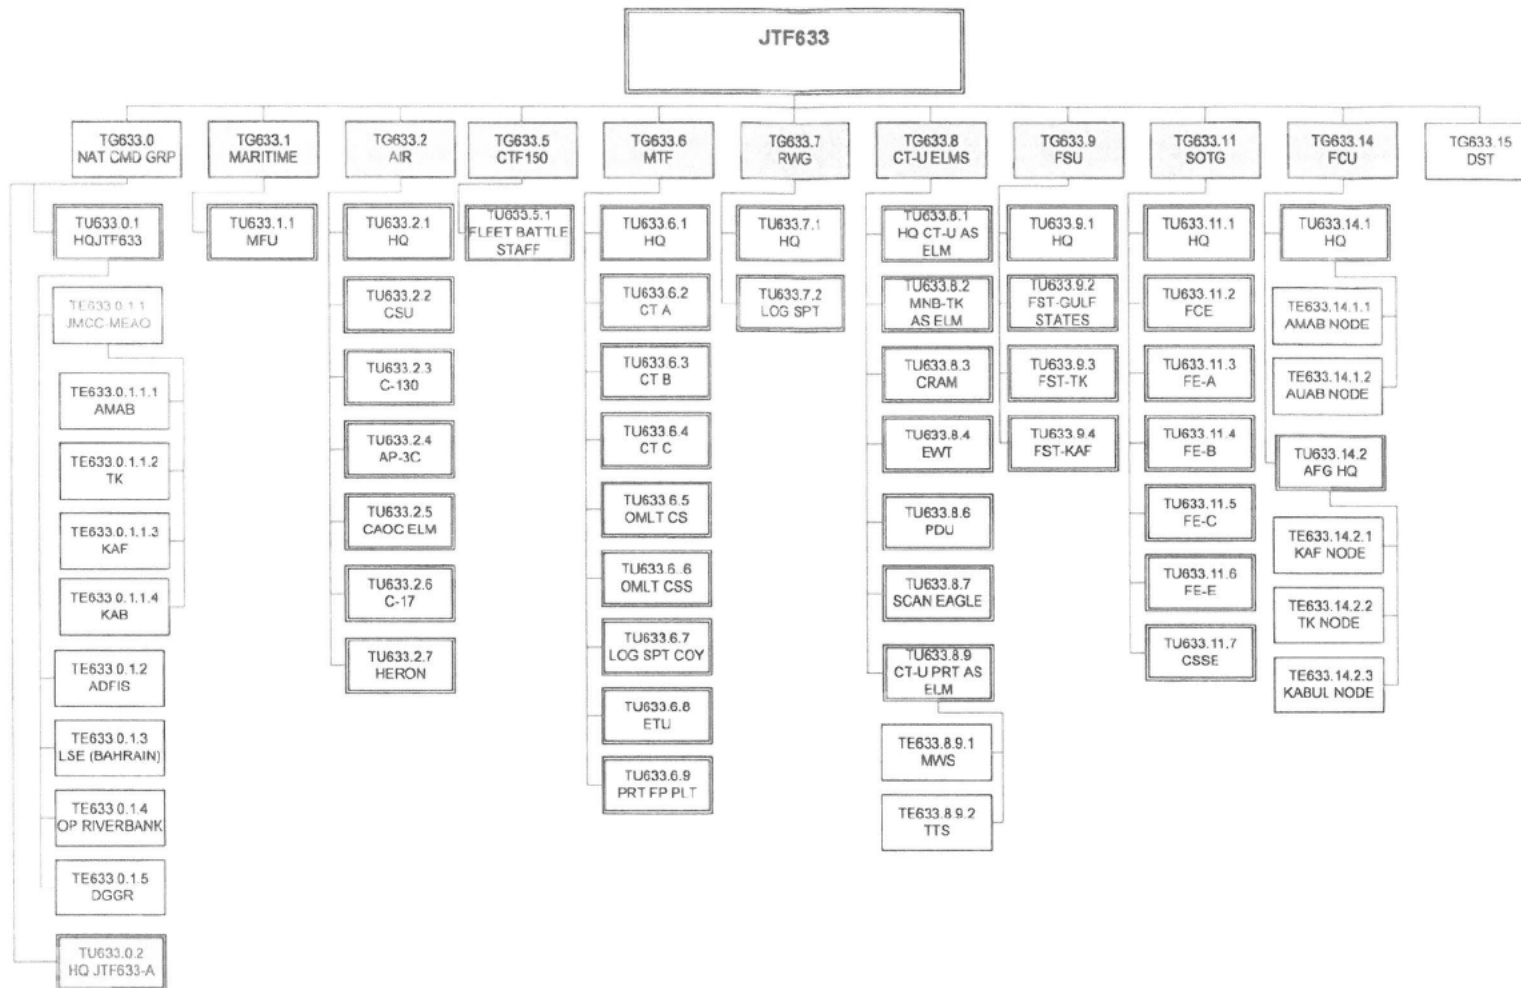 JTF633
TG633.0
NAT CMD GRP
TG633.1
MARITIME
TG633.2
AIR
TG633.5
CTF150
TG633.6
MTF
TG633.7
RWG
TG633.8
CT-U ELMS
TG633.9
FSU
TG633.11
SOTG
TG633.14
FCU
TG633.15
DST
TU633.0.1
HQJTF633
TE633.0.1.1
JMCC-MEAO
TE633.0.1.1.1
AMAB
TE633.0.1.1.2
TK
TE633.0.1.1.3
KAF
TE633.0.1.1.4
KAB
TE633.0.1.2
ADFIS
TE633.0.1.3
LSE (BAHRAIN)
TE633 0.1.4
OP RIVERBANK
TE633 0.1.5
DGGR
TU633.0.2
HQ JTF633-A
TU633.1.1
MFU
TU633.2.1
HQ
TU633.2.2
CSU
TU633.2.3
C-130
TU633.2.4
AP-3C
TU633.2.5
CAOC ELM
TU633.2.6
C-17
TU633.2.7
HERON
TU633.5.1
FLEET BATTLE
STAFF
TU633.6.1
HQ
TU633.6.2
CT A
TU633.6.3
CT B
TU633.6.4
CT C
TU633.6.5
OMLT CS
TU633.6..6
OMLT CSS
TU633.6.7
LOG SPT COY
TU633.6.8
ETU
TU633.6.9
PRT FP PLT
TU633.7.1
HQ
TU633.7.2
LOG SPT
TU633.8.1
HQ CT-U AS
ELM
TU633.8.2
MNB-TK
AS ELM
TU633.8.3
CRAM
TU633.8.4
EWT
TU633.8.6
PDU
TU633.8.7
SCAN EAGLE
TU633.8.9
CT-U PRT AS
ELM
TE633.8.9.1
MWS
TE633.8.9.2
TTS
TU633.9.1
HQ
TU633.9.2
FST-GULF
STATES
TU633.9.3
FST-TK
TU633.9.4
FST-KAF
TU633.11.1
HQ
TU633.11.2
FCE
TU633.11.3
FE-A
TU633.11.4
FE-B
TU633.11.5
FE-C
TU633.11.6
FE-E
TU633.11.7
CSSE
TU633.14.1
HQ
TE633.14.1.1
AMAB NODE
TE633.14.1.2
AUAB NODE
TU633.14.2
AFG HQ
TE633.14.2.1
KAF NODE
TE633.14.2.2
TK NODE
TE633.14.2.3
KABUL NODE